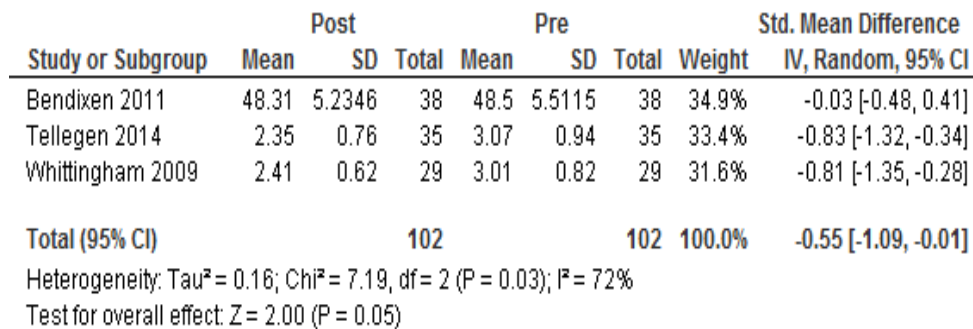 Post Pre Std. Mean Difference
Study or Subgroup Mean SD Total Mean SD Total Weight IV, Random, 95% CI
Bendixen 2011 48.31 5.2346 38 48.5 5.5115 38 34.9% -0.03 [-0.48, 0.41]
Tellegen 2014 2.35 0.76 35 3.07 0.94 35 33.4% -0.83 [-1.32, -0.34]
Whittingham 2009 2.41 0.62 29 3.01 0.82 29 31.6% -0.81 [-1.35, -0.28]
Total (95% CI) 102 102 100.0% -0.55 [-1.09, -0.01]
Heterogeneity: Tau² = 0.16; Chi² = 7.19, df = 2 (P = 0.03); I² = 72%
Test for overall effect: Z = 2.00 (P = 0.05)